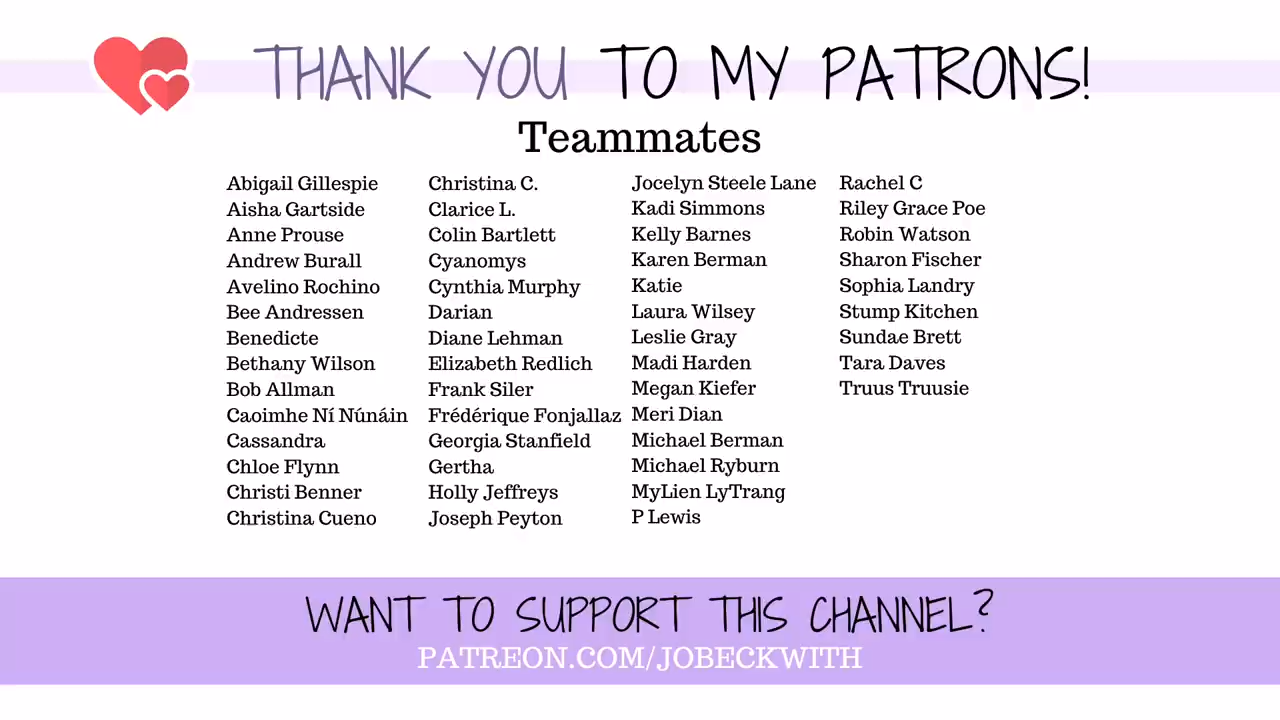 THANK YOU TO MY PATRONS!
Teammates
Abigail Gillespie
Aisha Gartside
Anne Prouse
Andrew Burall
Avelino Rochino
Bee Andressen
Benedicte
Bethany Wilson
Bob Allman
Caoimhe Ní Núnáin
Cassandra
Chloe Flynn
Christi Benner
Christina Cueno
Christina C.
Clarice L.
Colin Bartlett
Cyanomys
Cynthia Murphy
Darian
Diane Lehman
Elizabeth Redlich
Frank Siler
Frédérique Fonjallaz
Georgia Stanfield
Gertha
Holly Jeffreys
Joseph Peyton
Jocelyn Steele Lane
Kadi Simmons
Kelly Barnes
Karen Berman
Katie
Laura Wilsey
Leslie Gray
Madi Harden
Megan Kiefer
Meri Dian
Michael Berman
Michael Ryburn
MyLien LyTrang
P Lewis
Rachel C
Riley Grace Poe
Robin Watson
Sharon Fischer
Sophia Landry
Stump Kitchen
Sundae Brett
Tara Daves
Truus Truusie
WANT TO SUPPORT THIS CHANNEL?
PATREON.COM/JOBECKWITH